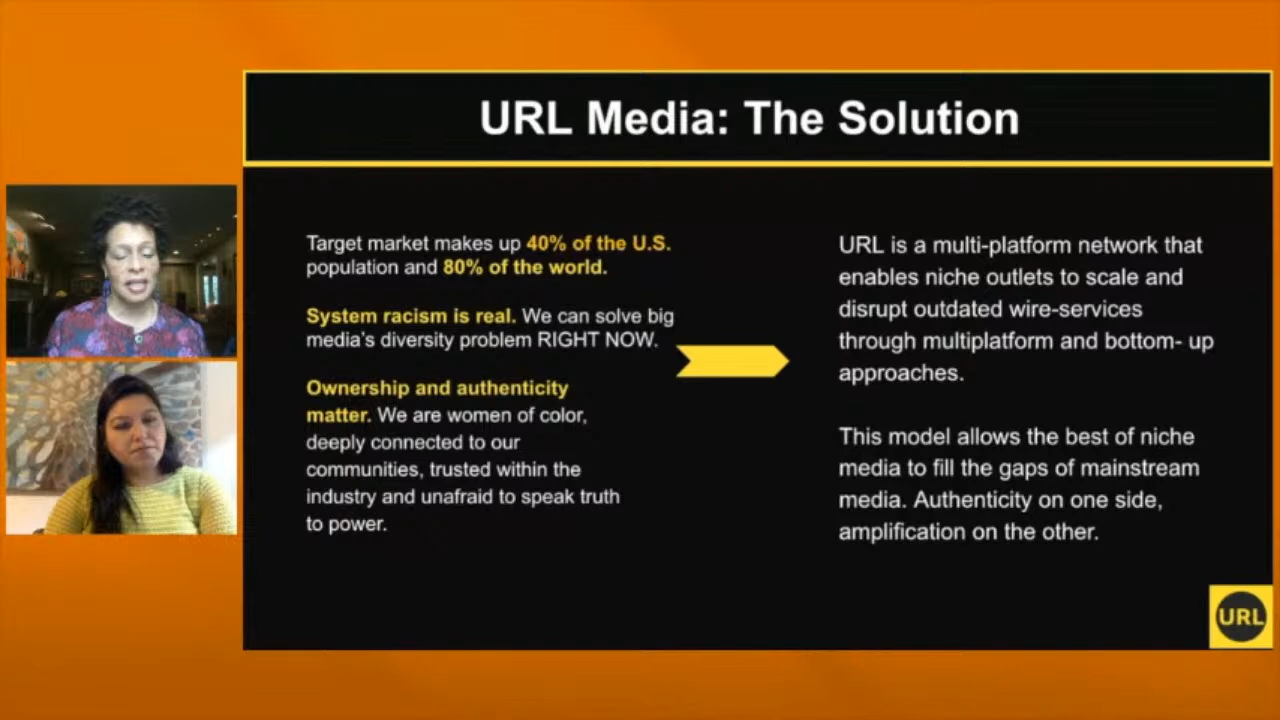 URL Media: The Solution
Target market makes up 40% of the U.S.
population and 80% of the world.
System racism is real. We can solve big
media's diversity problem RIGHT NOW.
Ownership and authenticity
matter. We are women of color,
deeply connected to our
communities, trusted within the
industry and unafraid to speak truth
to power.
URL is a multi-platform network that
enables niche outlets to scale and
disrupt outdated wire-services
through multiplatform and bottom- up
approaches.
This model allows the best of niche
media to fill the gaps of mainstream
media. Authenticity on one side,
amplification on the other.
URL